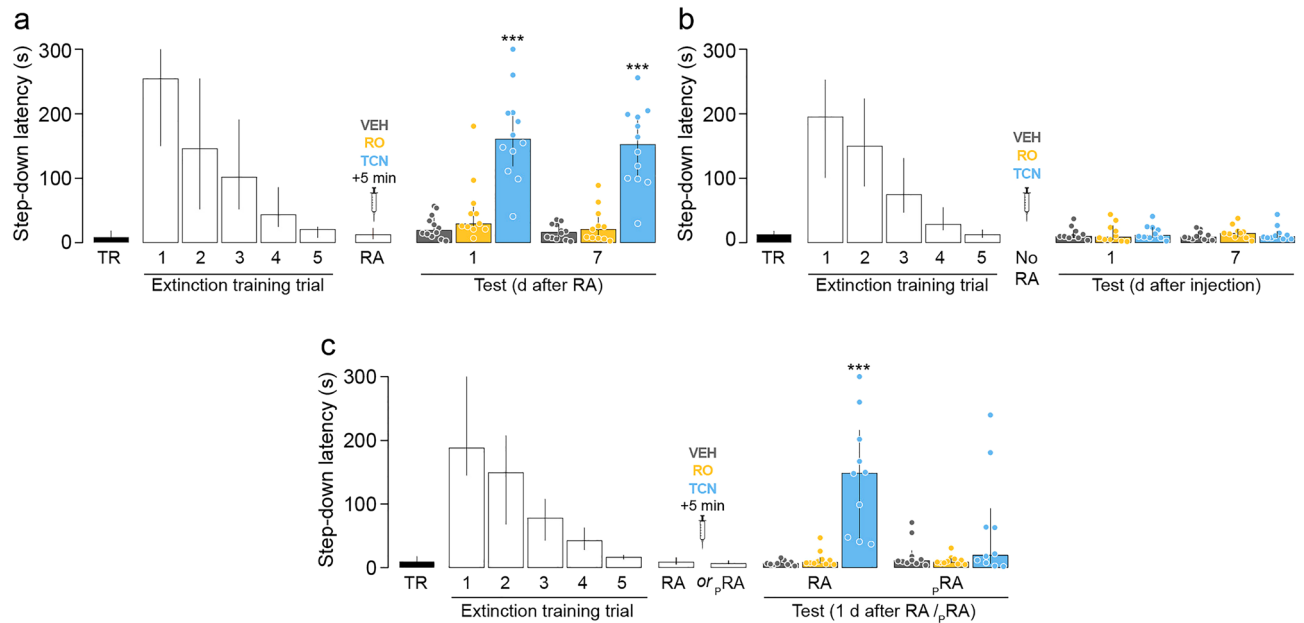 a
Step-down latency (s)
300
200
100
0
TR
1 2 3 4 5
Extinction training trial
VEH
RO
TCN
+5 min
RA
***
***
1 7
Test (d after RA)
b
Step-down latency (s)
300
200
100
0
TR
1 2 3 4 5
Extinction training trial
VEH
RO
TCN
No
RA
1 7
Test (d after injection)
c
Step-down latency (s)
300
200
100
0
TR
1 2 3 4 5
Extinction training trial
VEH
RO
TCN
+5 min
RA or PRA
***
RA PRA
Test (1 d after RA /PRA)